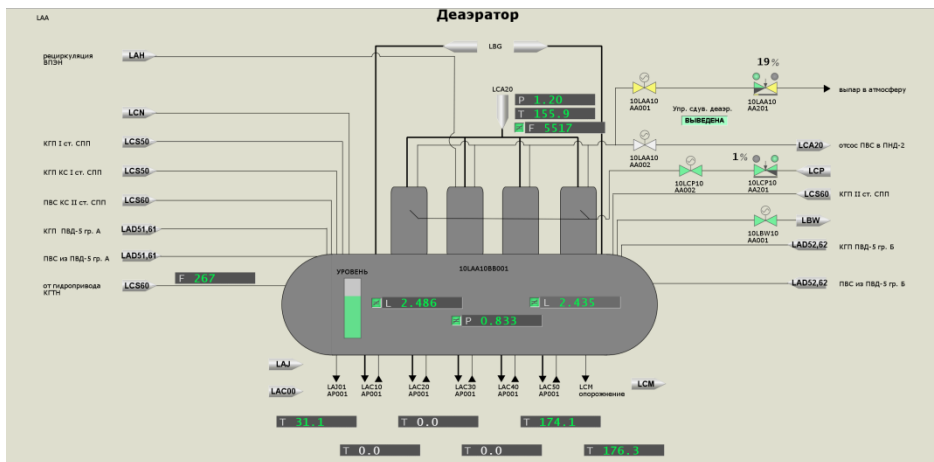 LAA
Деаэратор
рециркуляция
ВПЭН
LAH
LBG
LCA20
P 1.20
T 155.9
F 5517
19%
10LAA10
AA001
Упр. сдув. деаэр.
ВЫВЕДЕНА
10LAA10
AA201
выпар в атмосферу
LCN
КГП I ст. СПП
LCS50
10LAA10
AA002
LCA20
отсос ПВС в ПНД-2
КГП КС I ст. СПП
LCS50
1%
10LCP10
AA002
10LCP10
AA201
LCP
LCS60
КГП II ст. СПП
ПВС КС II ст. СПП
LCS60
10LBW10
AA001
LBW
КГП ПВД-5 гр. А
LAD51,61
LAD52,62
КГП ПВД-5 гр. Б
ПВС из ПВД-5 гр. А
LAD51,61
УРОВЕНЬ
10LAA10BB001
F 267
от гидропривода
КГТН
LCS60
LAD52,62
ПВС из ПВД-5 гр. Б
L 2.486
L 2.435
P 0.833
LAJ
LAC00
LAJ01
AP001
LAC10
AP001
LAC20
AP001
LAC30
AP001
LAC40
AP001
LAC50
AP001
LCM
опорожнение
LCM
T 31.1
T 0.0
T 174.1
T 0.0
T 0.0
T 176.3